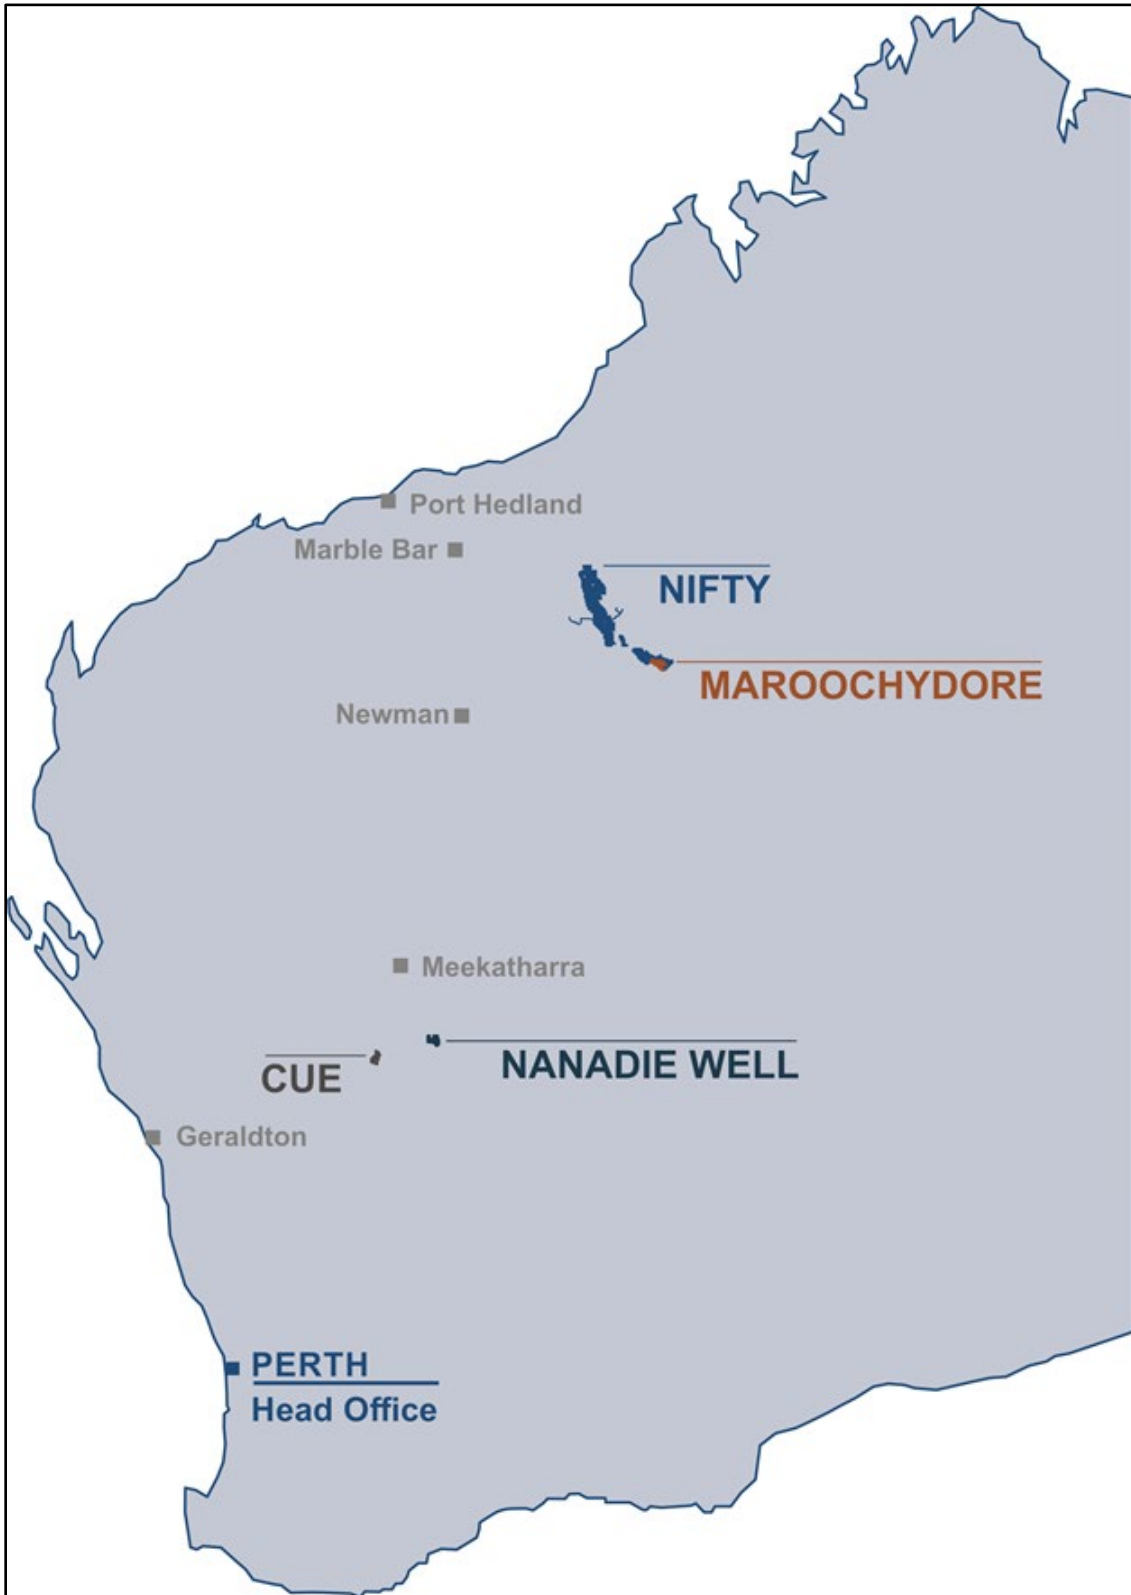 Port Hedland
Marble Bar
NIFTY
MAROOCHYDORE
Newman
Meekatharra
NANADIE WELL
CUE
Geraldton
PERTH
Head Office